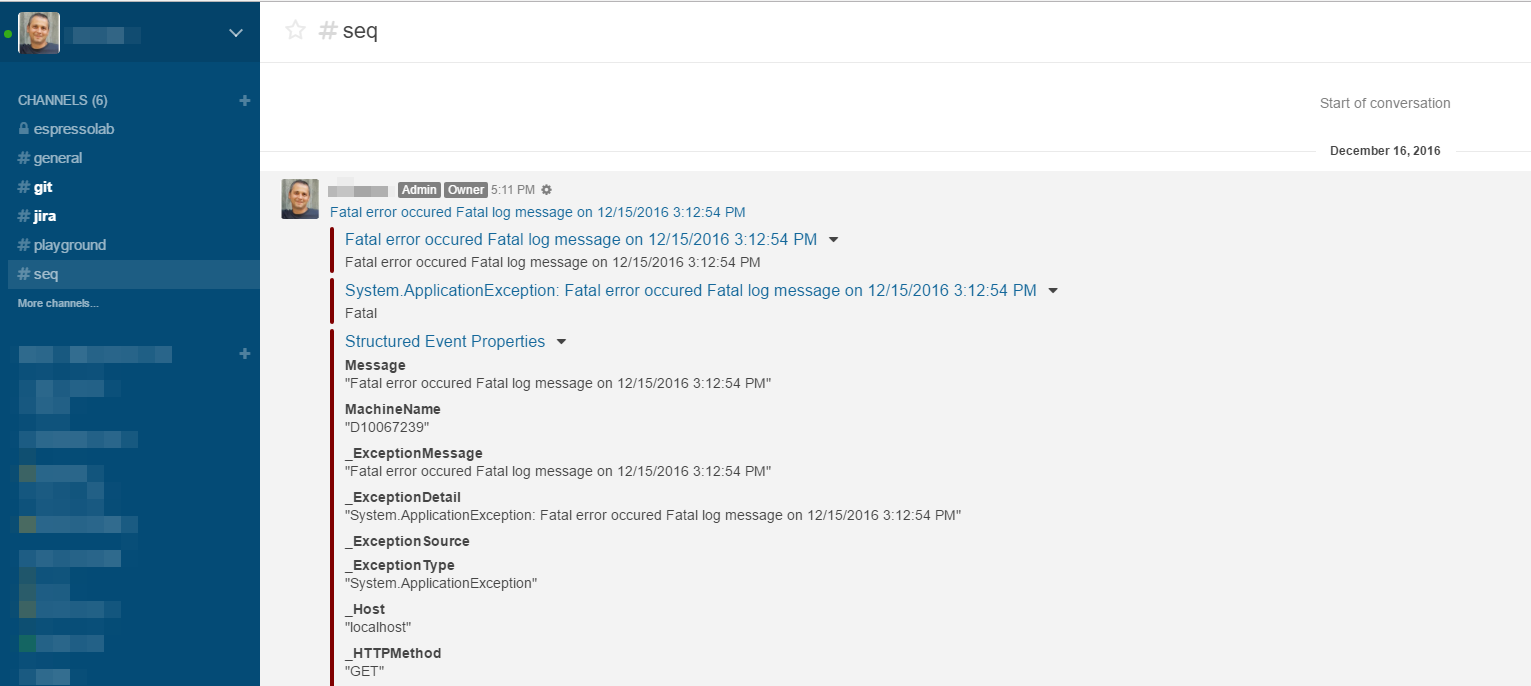 CHANNELS (6)
espressolab
# general
# git
# jira
# playground
# seq
More channels...
# seq
Start of conversation
December 16, 2016
Admin Owner 5:11 PM
Fatal error occured Fatal log message on 12/15/2016 3:12:54 PM
Fatal error occured Fatal log message on 12/15/2016 3:12:54 PM
Fatal error occured Fatal log message on 12/15/2016 3:12:54 PM
System.ApplicationException: Fatal error occured Fatal log message on 12/15/2016 3:12:54 PM
Fatal
Structured Event Properties
Message
"Fatal error occured Fatal log message on 12/15/2016 3:12:54 PM"
MachineName
"D10067239"
_ExceptionMessage
"Fatal error occured Fatal log message on 12/15/2016 3:12:54 PM"
_ExceptionDetail
"System.ApplicationException: Fatal error occured Fatal log message on 12/15/2016 3:12:54 PM"
_ExceptionSource
_ExceptionType
"System.ApplicationException"
_Host
"localhost"
_HTTPMethod
"GET"